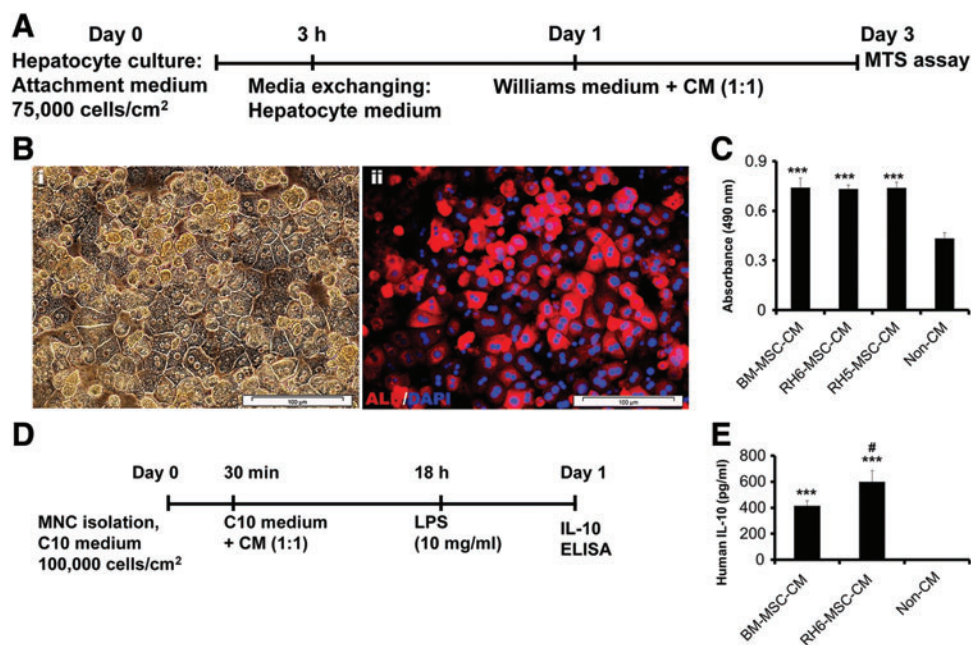 A
Day 0
3 h
Day 1
Day 3
Hepatocyte culture:
Attachment medium
75,000 cells/cm²
Media exchanging:
Hepatocyte medium
Williams medium + CM (1:1)
MTS assay
B
i
100 μm
ii
/DAPI
100 μm
C
Absorbance (490 nm)
0.9
0.6
0.3
0
***
***
***
BM-MSC-CM
RH6-MSC-CM
RH5-MSC-CM
Non-CM
D
Day 0
30 min
18 h
Day 1
MNC isolation,
C10 medium
100,000 cells/cm²
C10 medium
+ CM (1:1)
LPS
(10 mg/ml)
IL-10
ELISA
E
Human IL-10 (pg/ml)
800
600
400
200
0
***
#
***
BM-MSC-CM
RH6-MSC-CM
Non-CM